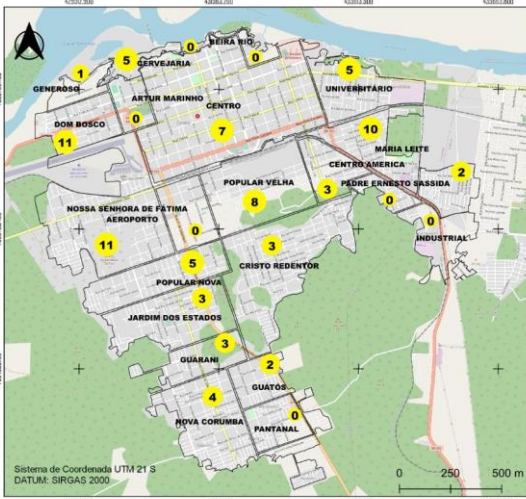 5
0
BEIRA RIO
1
CERVEJARIA
0
GENEROSO
5
UNIVERSITÁRIO
ARTUR MARINHO
CENTRO
DOM BOSCO
0
7
10
11
MARIA LEITE
CENTRO AMERICA
2
POPULAR VELHA
PADRE ERNESTO SASSIDA
3
8
0
NOSSA SENHORA DE FÁTIMA
AEROPORTO
0
0
11
3
INDUSTRIAL
5
CRISTO REDENTOR
POPULAR NOVA
3
JARDIM DOS ESTADOS
3
GUARANI
2
GUATÓS
4
0
NOVA CORUMBA
PANTANAL
Sistema de Coordenada UTM 21 S
DATUM: SIRGAS 2000
0 250 500 m